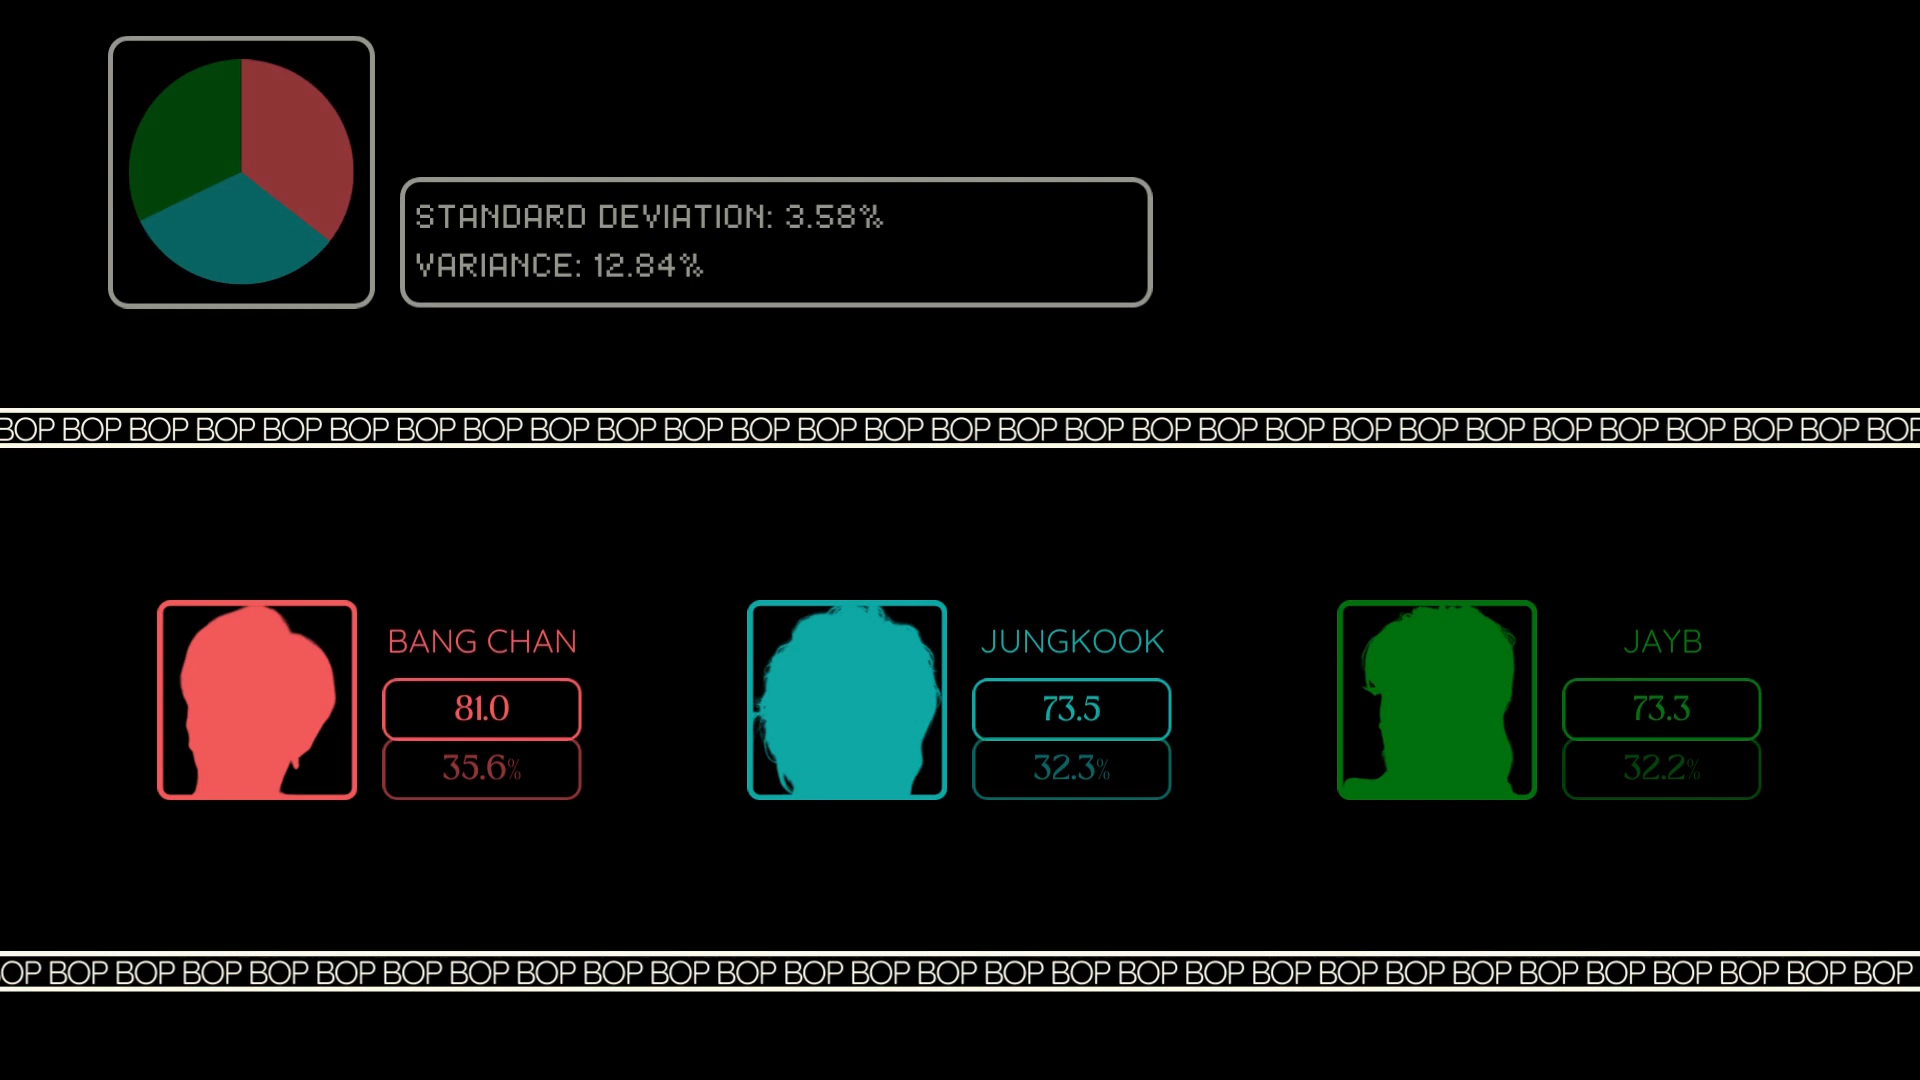 STANDARD DEVIATION: 3.58%
VARIANCE: 12.84%
BOP BOP BOP BOP BOP BOP BOP BOP BOP BOP BOP BOP BOP BOP BOP BOP BOP BOP BOP BOP BOP BOP BOP BOP BOP BOP BOP BOP BOP
BANG CHAN
81.0
35.6%
JUNGKOOK
73.5
32.3%
JAYB
73.3
32.2%
OP BOP BOP BOP BOP BOP BOP BOP BOP BOP BOP BOP BOP BOP BOP BOP BOP BOP BOP BOP BOP BOP BOP BOP BOP BOP BOP BOP BOP